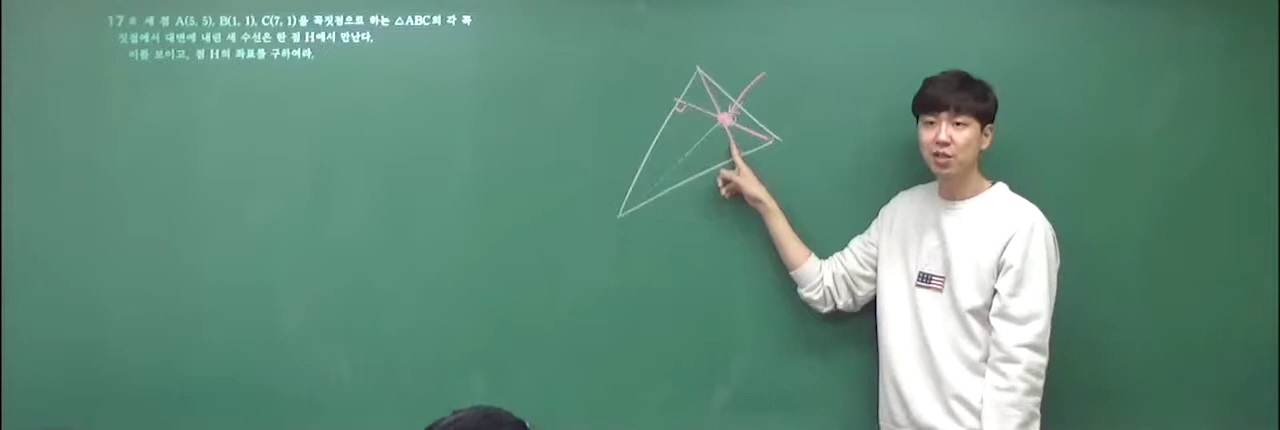 17 세 점 A(5, 5), B(1, 1), C(7, 1)을 꼭짓점으로 하는 △ABC의 각 꼭
짓점에서 대변에 내린 세 수선은 한 점 H에서 만난다.
이를 보이고, 점 H의 좌표를 구하여라.